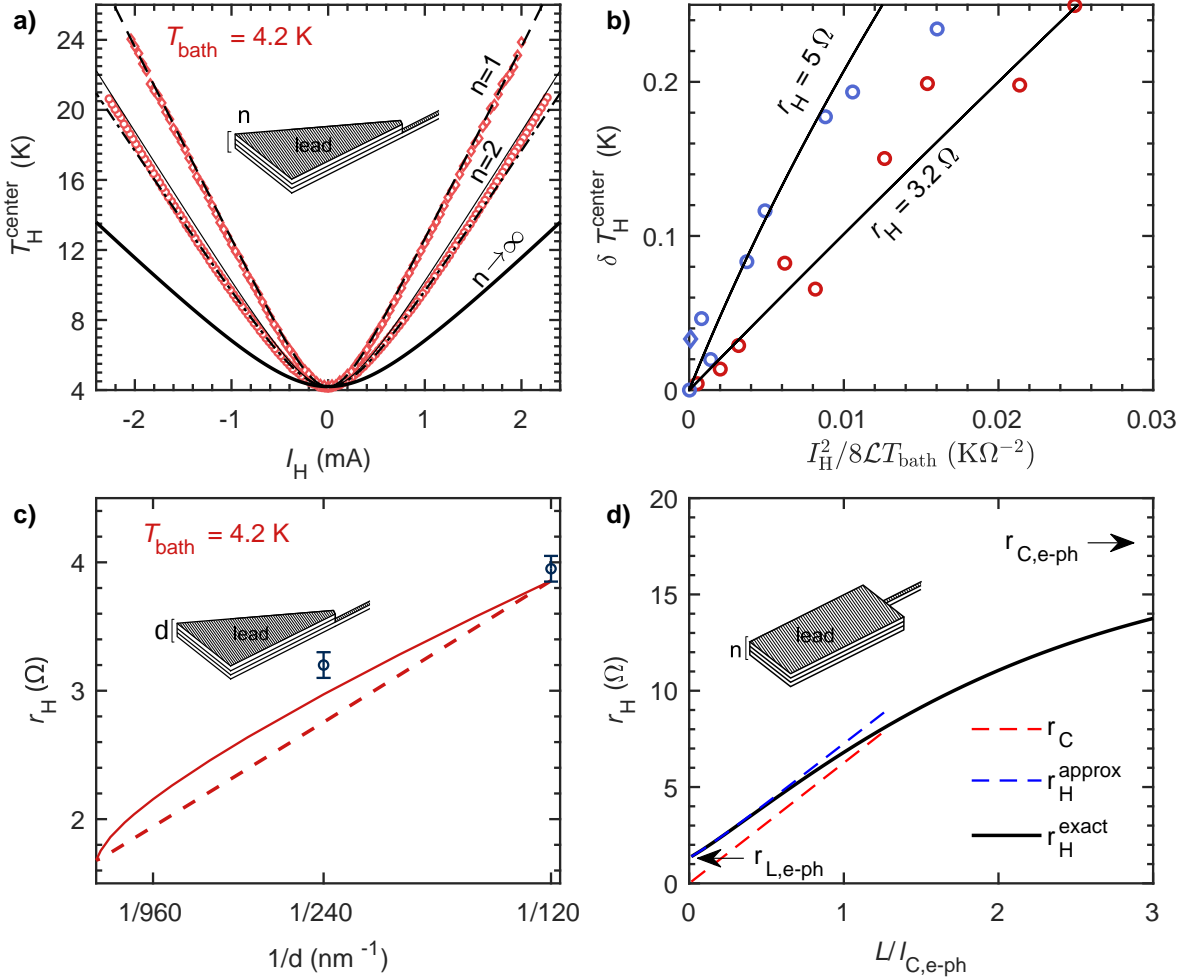 a)
T_bath = 4.2 K
n
lead
n=1
n=2
n→∞
24
20
16
12
8
4
T_H^center (K)
-2
-1
0
1
2
I_H (mA)
b)
r_H = 5 Ω
r_H = 3.2 Ω
0.2
0.1
0
δ T_H^center (K)
0
0.01
0.02
0.03
I_H^2/8ℒT_bath (KΩ^-2)
c)
T_bath = 4.2 K
d
lead
4
3
2
r_H (Ω)
1/960
1/240
1/120
1/d (nm^-1)
d)
r_C,e-ph
n
lead
r_C
r_H^approx
r_H^exact
r_L,e-ph
20
15
10
5
0
r_H (Ω)
0
1
2
3
L/l_C,e-ph